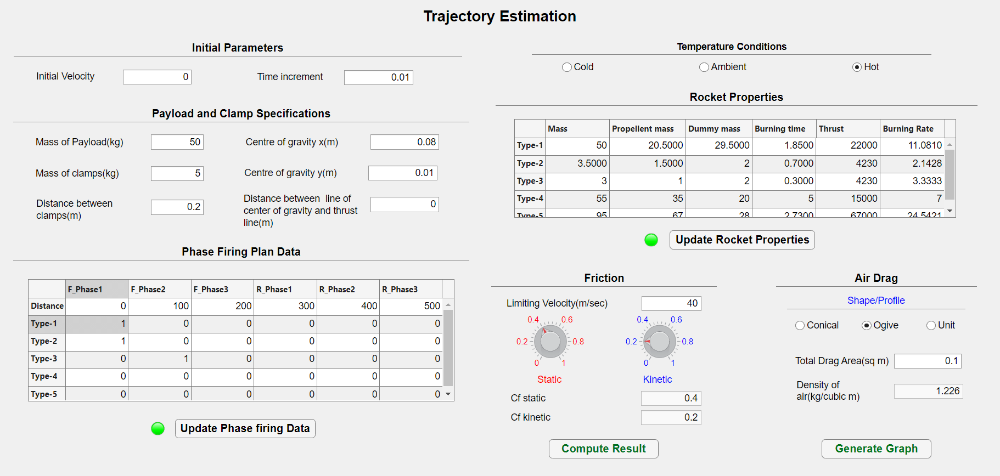 Trajectory Estimation
Initial Parameters
Initial Velocity 0 Time increment 0.01
Payload and Clamp Specifications
Mass of Payload(kg) 50 Centre of gravity x(m) 0.08
Mass of clamps(kg) 5 Centre of gravity y(m) 0.01
Distance between
clamps(m) 0.2
Distance between line of
center of gravity and thrust
line(m) 0
Phase Firing Plan Data
F_Phase1 F_Phase2 F_Phase3 R_Phase1 R_Phase2 R_Phase3
Distance 0 100 200 300 400 500
Type-1 1 0 0 0 0 0
Type-2 1 0 0 0 0 0
Type-3 0 1 0 0 0 0
Type-4 0 0 0 0 0 0
Type-5 0 0 0 0 0 0
Update Phase firing Data
Temperature Conditions
Cold Ambient Hot
Rocket Properties
Mass Propellent mass Dummy mass Burning time Thrust Burning Rate
Type-1 50 20.5000 29.5000 1.8500 22000 11.0810
Type-2 3.5000 1.5000 2 0.7000 4230 2.1428
Type-3 3 1 2 0.3000 4230 3.3333
Type-4 55 35 20 5 15000 7
Type-5 95 67 28 2.7300 67000 24.5421
Update Rocket Properties
Friction
Limiting Velocity(m/sec) 40
0.4 0.6 0.4 0.6
0.2 0.8 0.2 0.8
0 1 0 1
Static Kinetic
Cf static 0.4
Cf kinetic 0.2
Compute Result
Air Drag
Shape/Profile
Conical Ogive Unit
Total Drag Area(sq m) 0.1
Density of
air(kg/cubic m) 1.226
Generate Graph